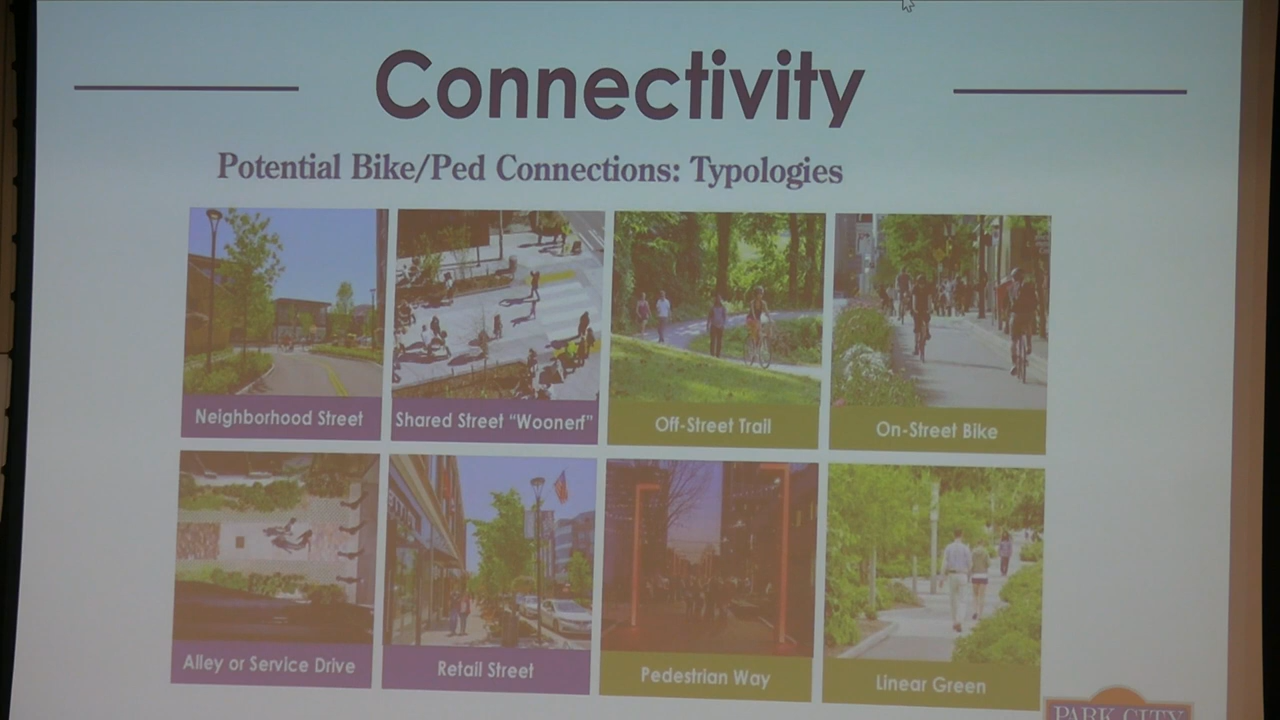 Connectivity
Potential Bike/Ped Connections: Typologies
Neighborhood Street
Shared Street “Woonerf”
Off-Street Trail
On-Street Bike
Alley or Service Drive
Retail Street
Pedestrian Way
Linear Green
PARK CITY